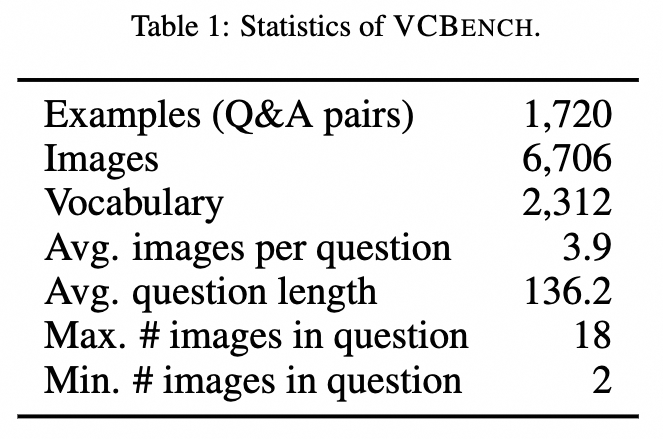 Table 1: Statistics of VCBENCH.
Examples (Q&A pairs) 1,720
Images 6,706
Vocabulary 2,312
Avg. images per question 3.9
Avg. question length 136.2
Max. # images in question 18
Min. # images in question 2